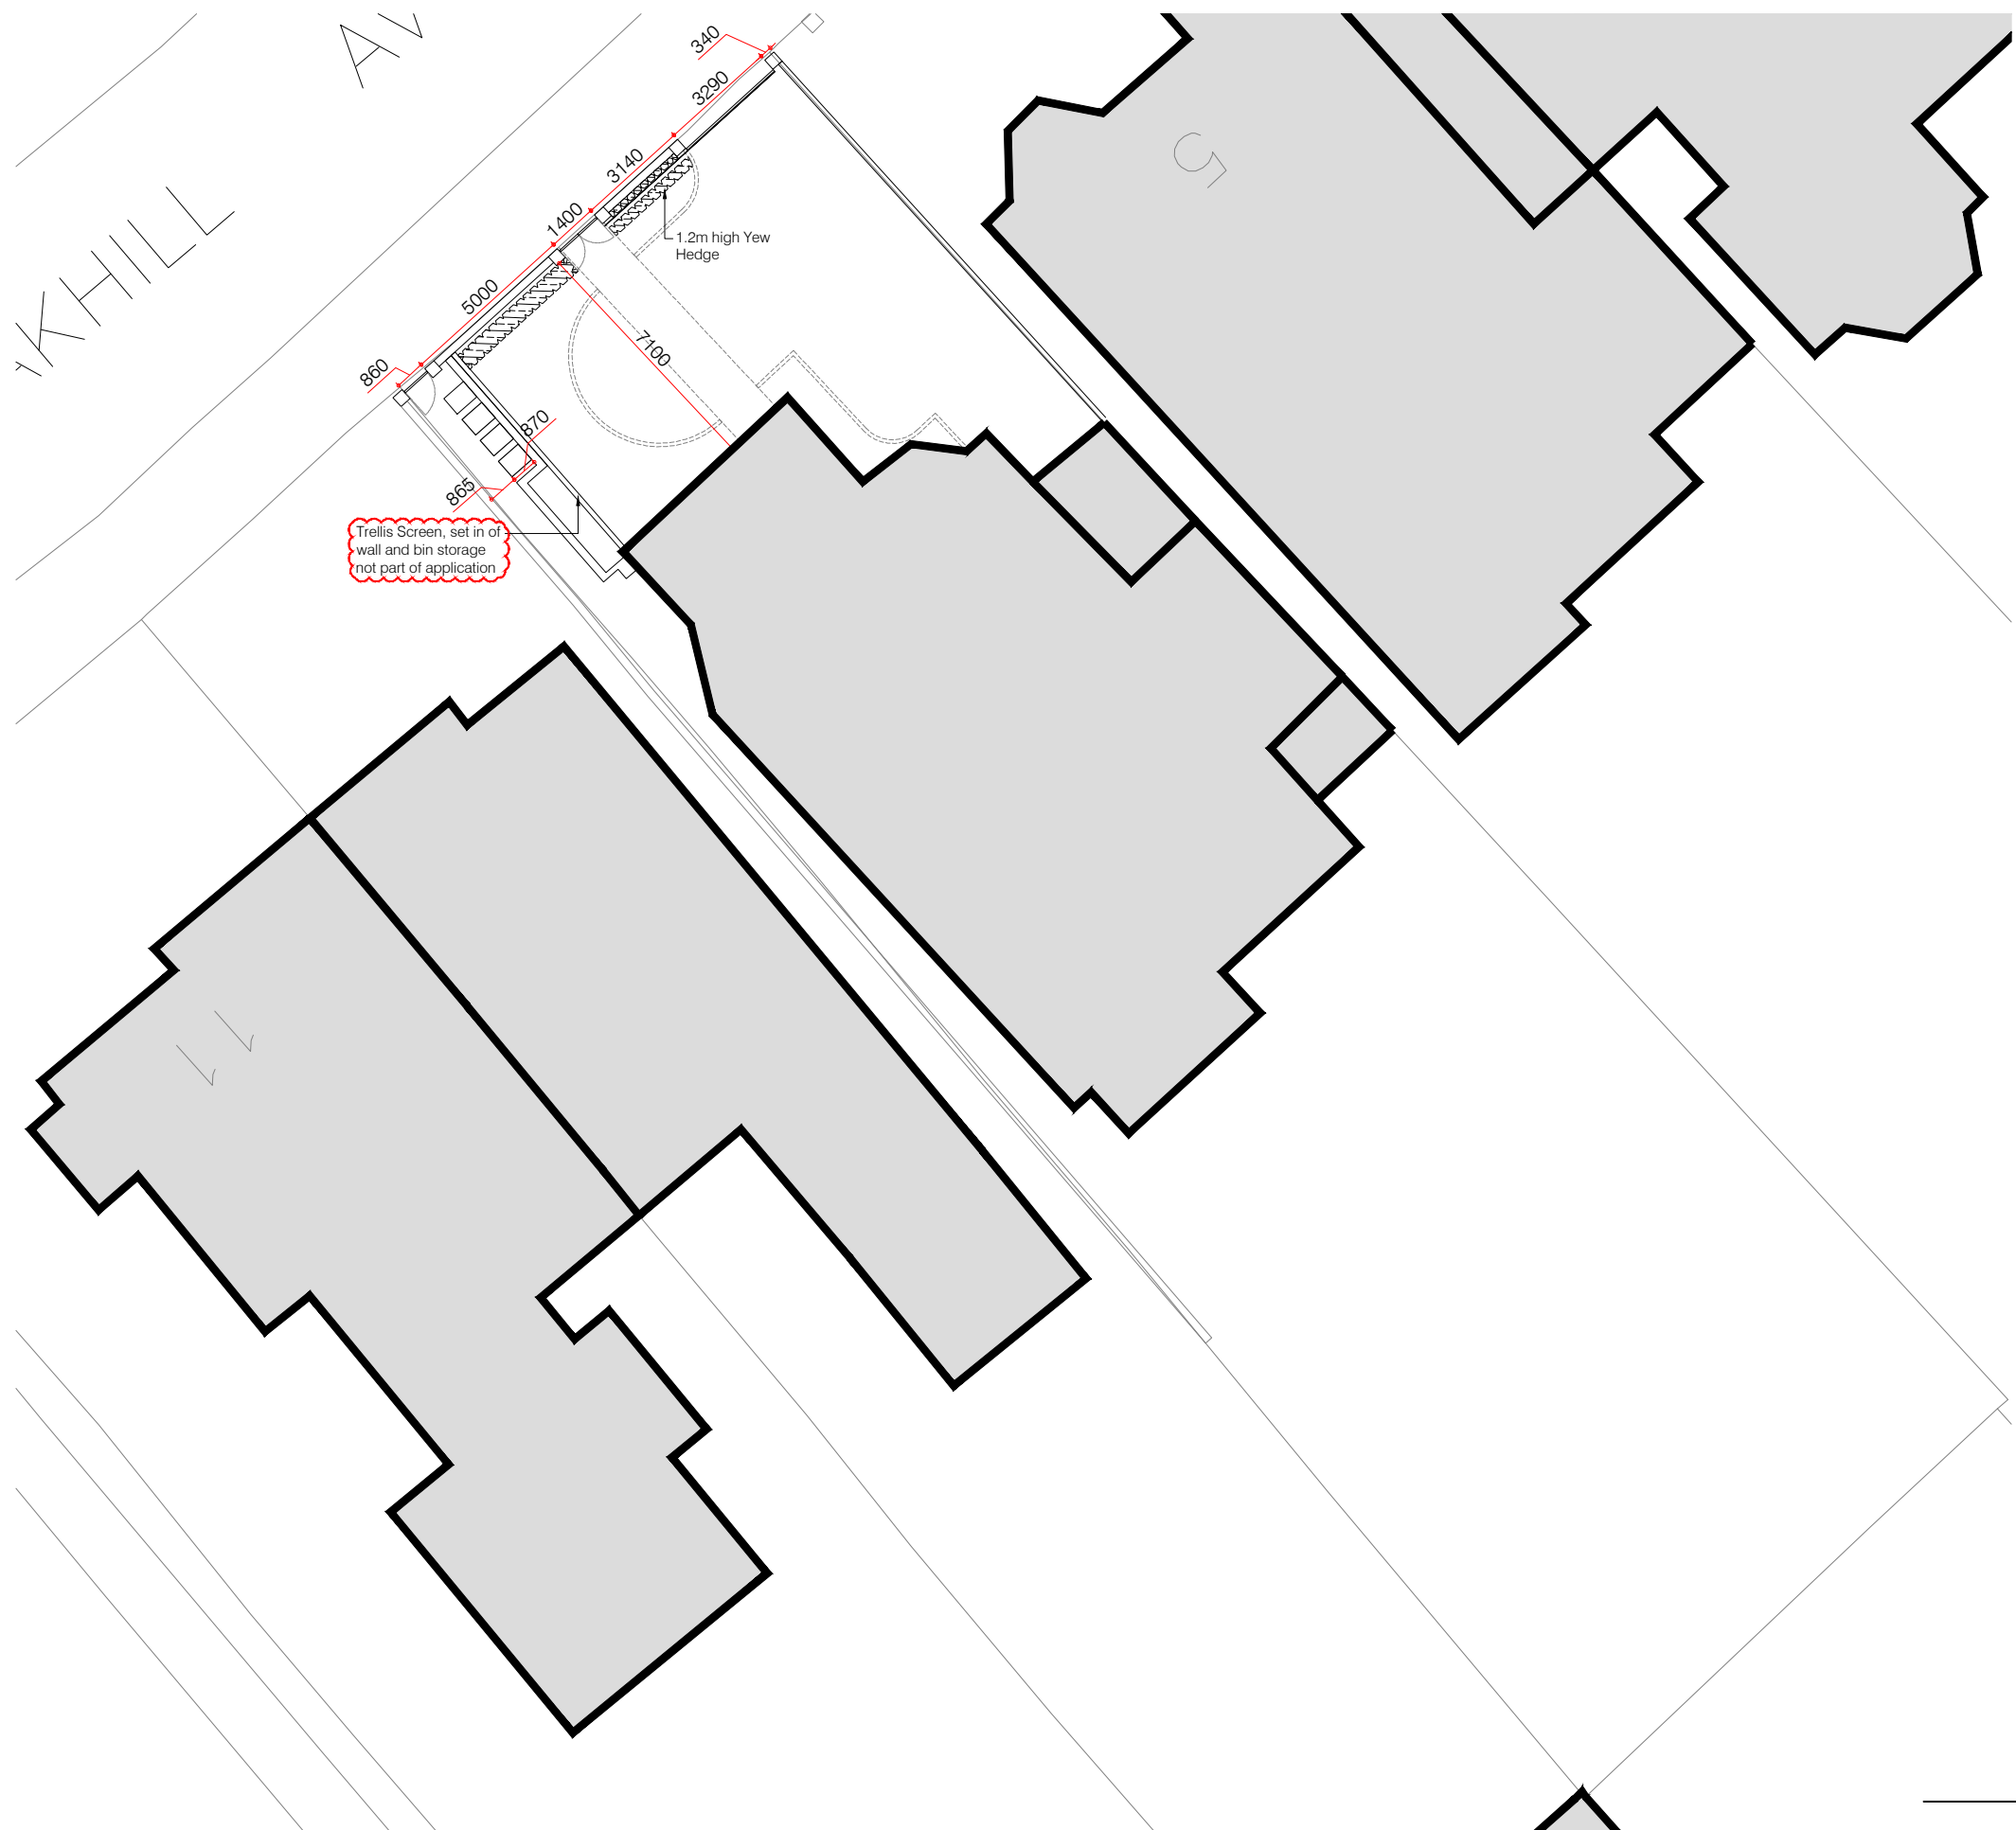 AV
KHILL
340
3290
3140
1400
1.2m high Yew
Hedge
5000
7100
860
870
865
Trellis Screen, set in of
wall and bin storage
not part of application
5
11